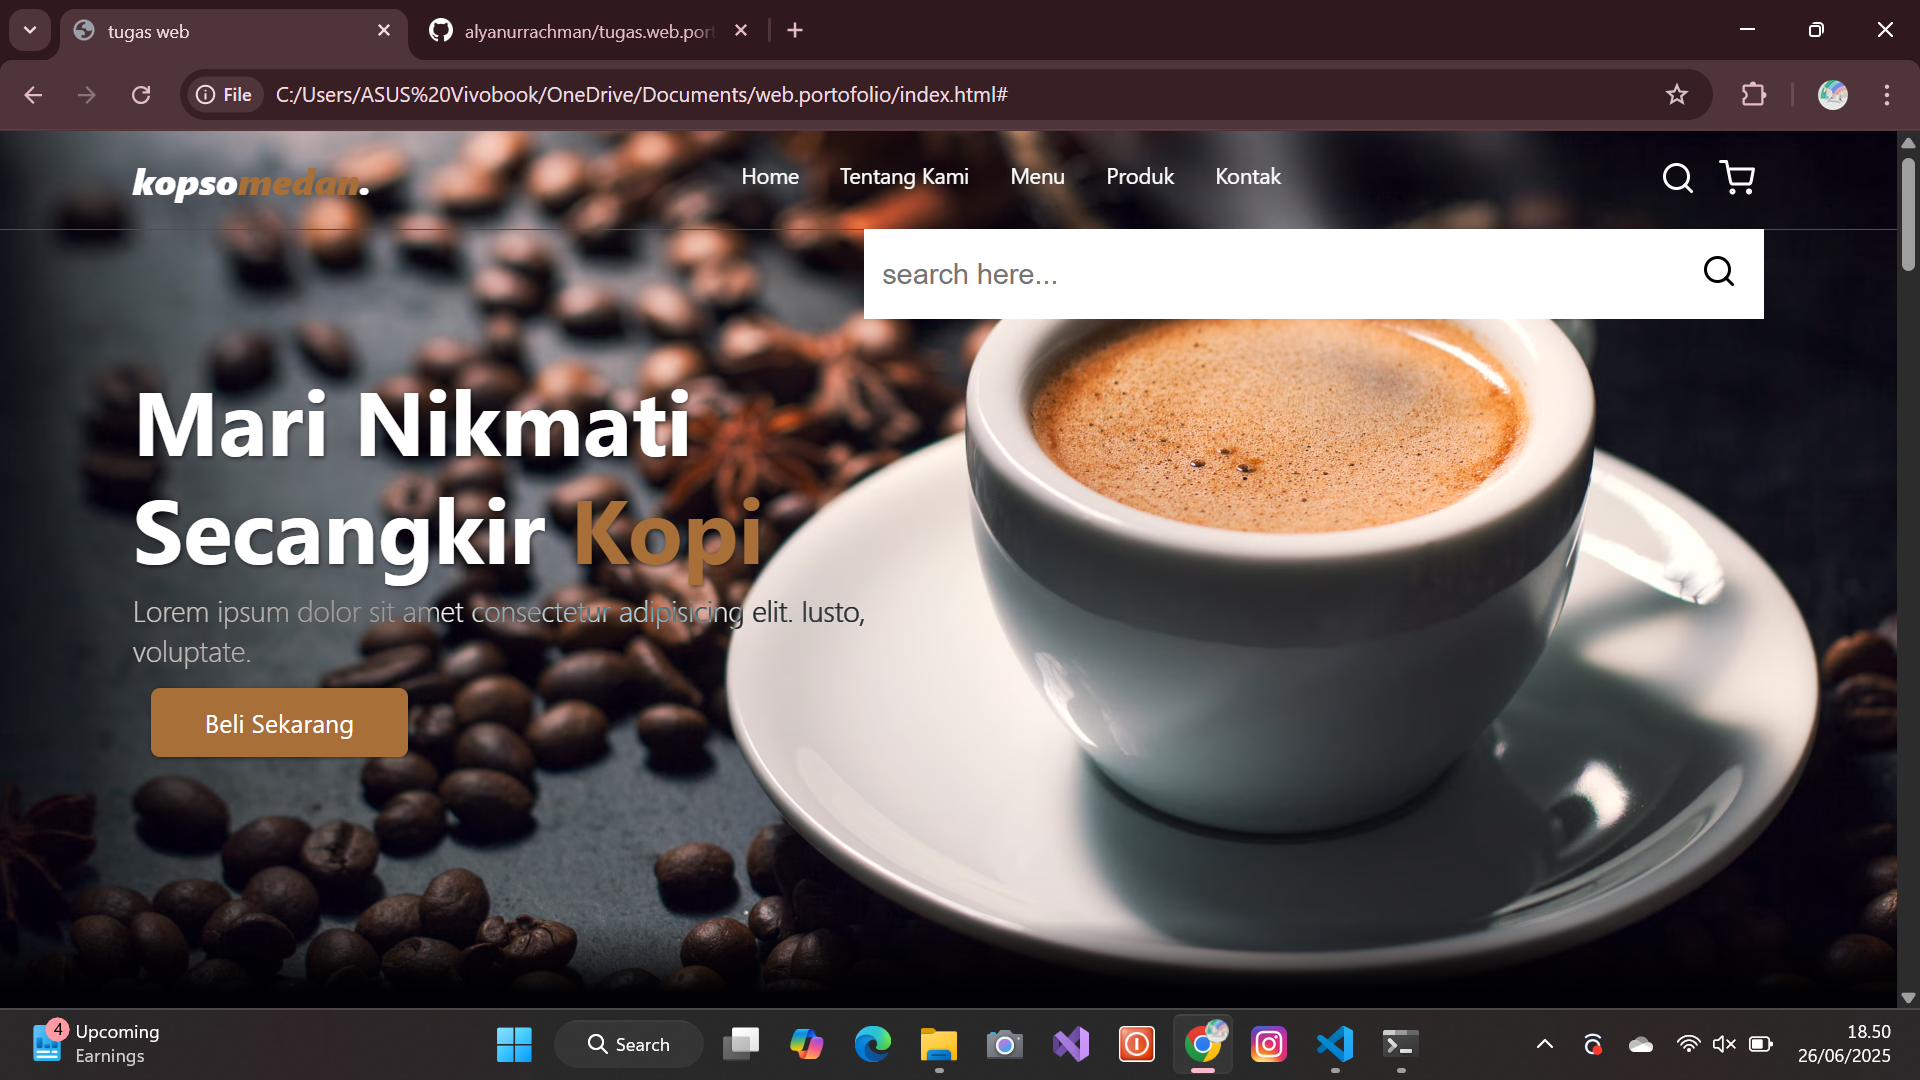 tugas web
alyanurrachman/tugas.web.port
File
C:/Users/ASUS%20Vivobook/OneDrive/Documents/web.portofolio/index.html#
kopsomedan.
Home
Tentang Kami
Menu
Produk
Kontak
search here...
Mari Nikmati
Secangkir Kopi
Lorem ipsum dolor sit amet consectetur adipisicing elit. Iusto,
voluptate.
Beli Sekarang
4
Upcoming
Earnings
Search
18.50
26/06/2025